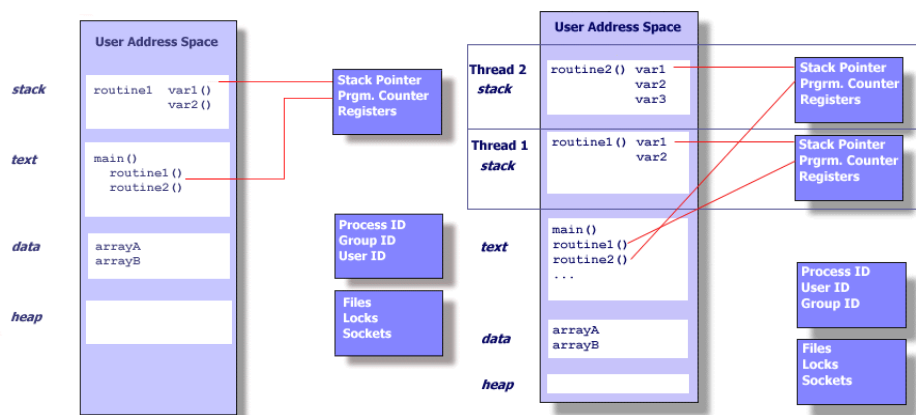 User Address Space
stack
routine1 var1()
var2()
Stack Pointer
Prgm. Counter
Registers
text
main()
routine1()
routine2()
data
arrayA
arrayB
Process ID
Group ID
User ID
heap
Files
Locks
Sockets
User Address Space
Thread 2
stack
routine2() var1
var2
var3
Stack Pointer
Prgrm. Counter
Registers
Thread 1
stack
routine1() var1
var2
Stack Pointer
Prgrm. Counter
Registers
text
main()
routine1()
routine2()
...
Process ID
User ID
Group ID
data
arrayA
arrayB
Files
Locks
Sockets
heap